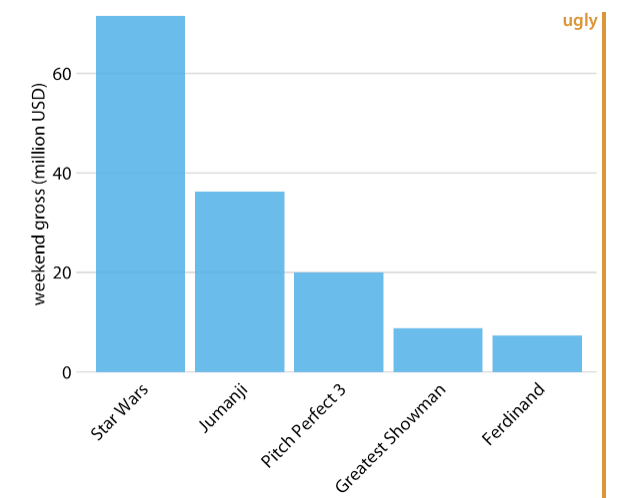 ugly
weekend gross (million USD)
60
40
20
0
Star Wars
Jumanji
Pitch Perfect 3
Greatest Showman
Ferdinand